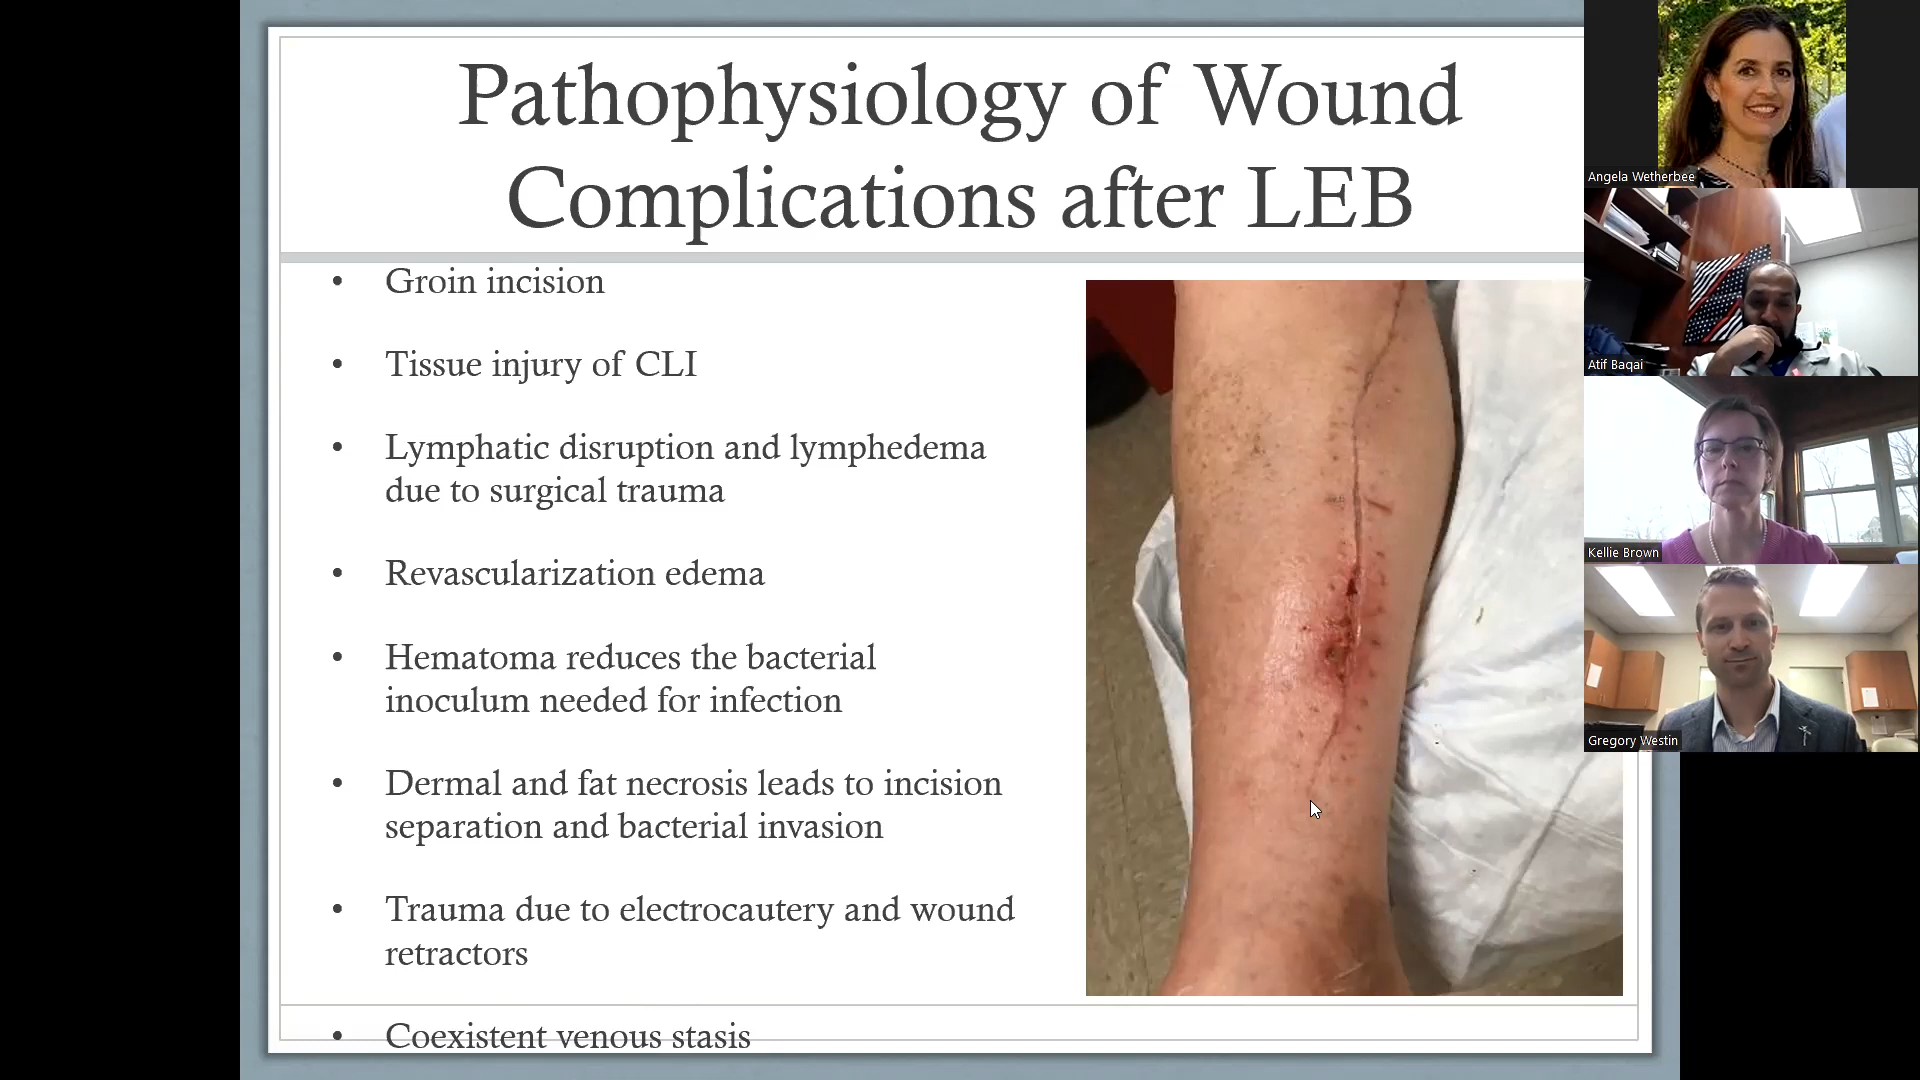 Pathophysiology of Wound
Complications after LEB
• Groin incision
• Tissue injury of CLI
• Lymphatic disruption and lymphedema
due to surgical trauma
• Revascularization edema
• Hematoma reduces the bacterial
inoculum needed for infection
• Dermal and fat necrosis leads to incision
separation and bacterial invasion
• Trauma due to electrocautery and wound
retractors
• Coexistent venous stasis
Angela Wetherbee
Atif Baqai
Kellie Brown
Gregory Westin